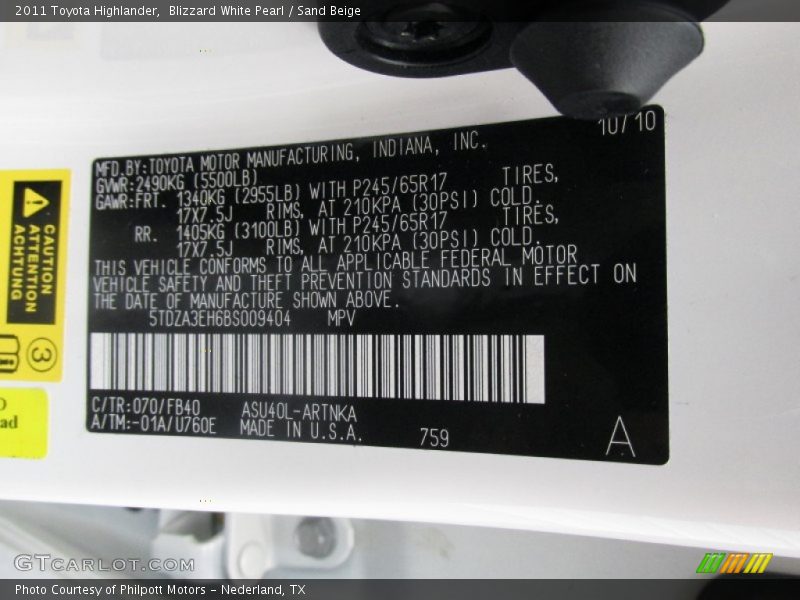 2011 Toyota Highlander,  Blizzard White Pearl / Sand Beige
10/10
MFD.BY:TOYOTA MOTOR MANUFACTURING, INDIANA, INC.
GVWR:2490KG (5500LB)
GAWR:FRT. 1340KG (2955LB) WITH P245/65R17 TIRES,
17X7.5J RIMS, AT 210KPA (30PSI) COLD.
RR. 1405KG (3100LB) WITH P245/65R17 TIRES,
17X7.5J RIMS, AT 210KPA (30PSI) COLD.
THIS VEHICLE CONFORMS TO ALL APPLICABLE FEDERAL MOTOR
VEHICLE SAFETY AND THEFT PREVENTION STANDARDS IN EFFECT ON
THE DATE OF MANUFACTURE SHOWN ABOVE.
5TDZA3EH6BS009404 MPV
C/TR:070/FB40 ASU40L-ARTNKA
A/TM:-01A/U760E MADE IN U.S.A. 759
A
CAUTION
ATTENTION
ACHTUNG
3
ad
GTCARLOT.COM
Photo Courtesy of Philpott Motors - Nederland, TX